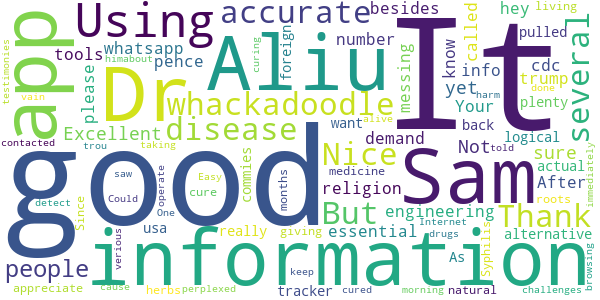 app
Using
accurate
besides
hey
living
testimonies
tools
whatsapp
pence
curing
himabout
foreign
number
called
know
info
cdc
pulled
Your
trump
several
Dr
Aliu
It
please
whackadoodle
messing
yet
plenty
vain
harm
done
Excellent
disease
want
back
logical
told
contacted
trou
taking
commies
Nice
demand
Not
sure
actual
alive
immediately
good
saw
Could
Easy
cure
months
medicine
religion
Sam
After
detect
Since
One
operate
usa
But
engineering
Thank
roots
people
verious
really
giving
essential
As
Internet
drugs
Syphills
alternative
information
appreciate
cause
herbs
perplexed
keep
tracker
cured
morning
natural
challenges
browsing